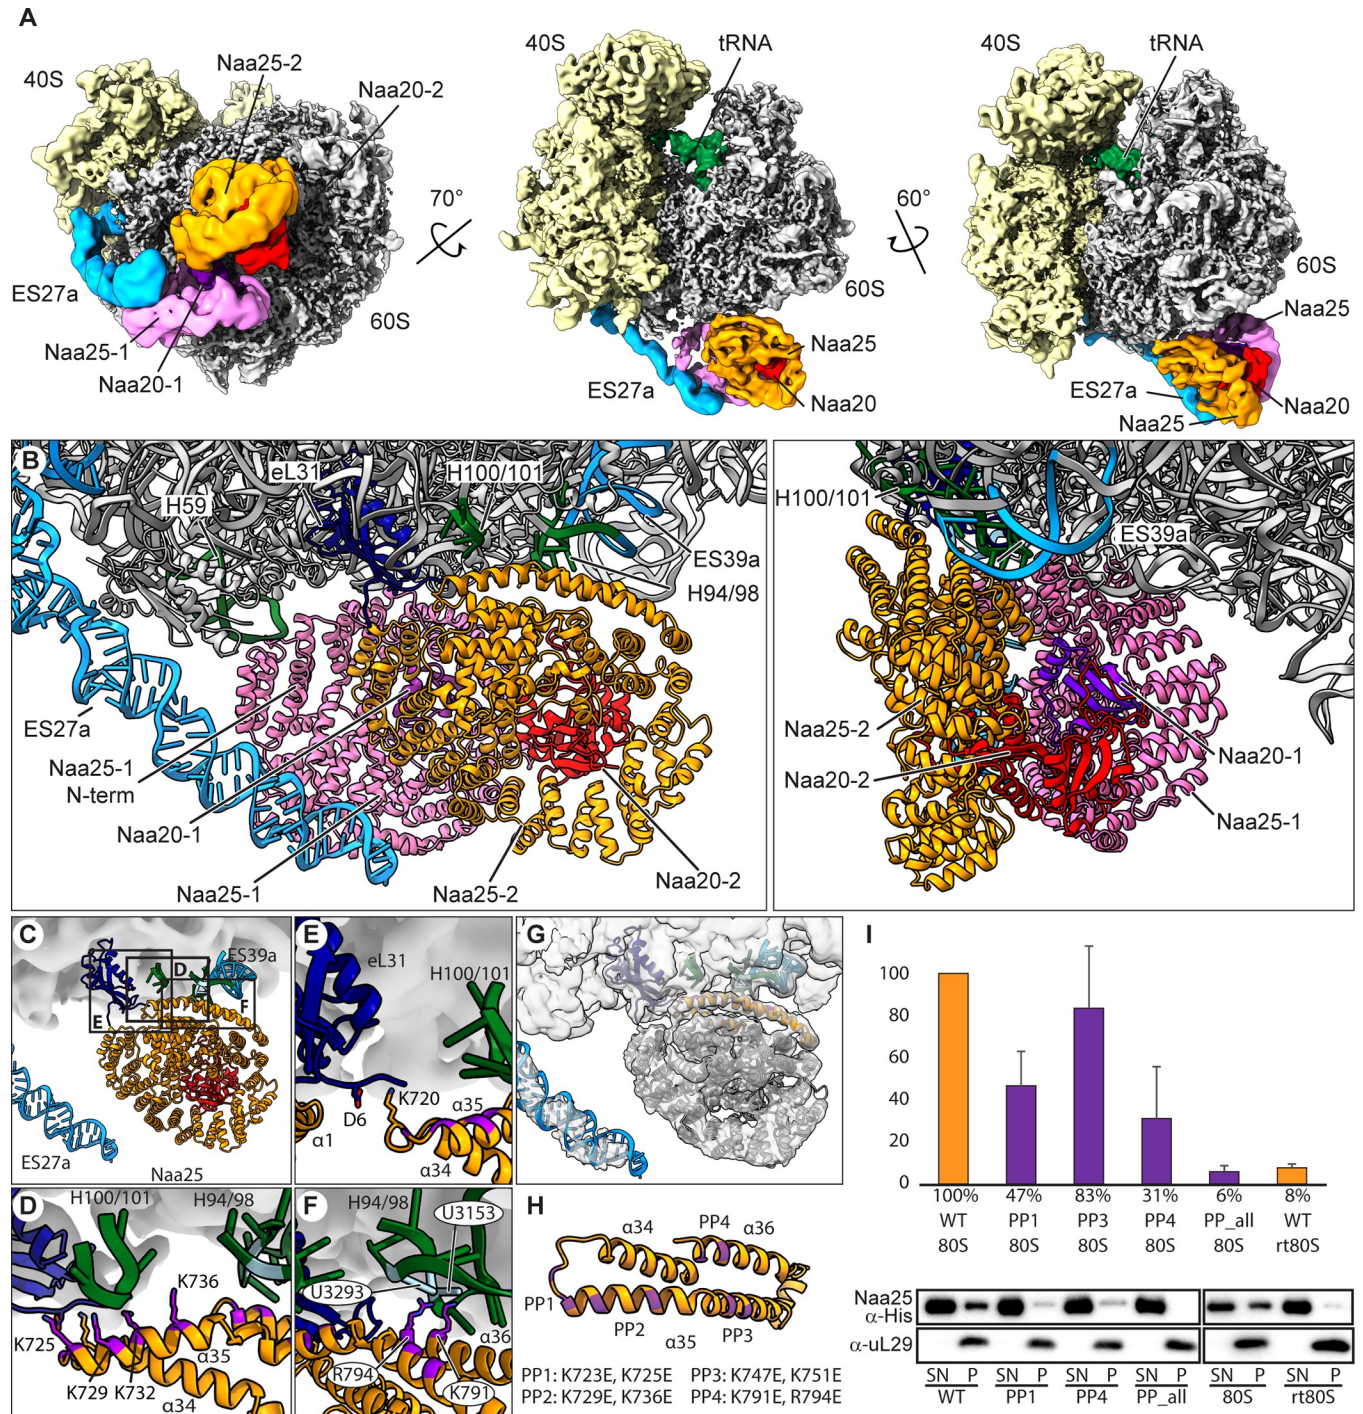 A
40S
Naa25-2
Naa20-2
ES27a
Naa25-1
Naa20-1
60S
70°
40S
tRNA
60S
Naa25
ES27a
Naa20
60°
40S
tRNA
60S
Naa25
ES27a
Naa20
Naa25
B
eL31
H100/101
H59
ES39a
H94/98
ES27a
Naa25-1
N-term
Naa20-1
Naa25-1
Naa25-2
Naa20-2
H100/101
ES39a
Naa25-2
Naa20-2
Naa20-1
Naa25-1
C
ES39a
D
E
F
ES27a
Naa25
E
eL31
H100/101
K720
D6
α35
α1
α34
G
D
H100/101
H94/98
K736
K725
α35
K729
K732
α34
F
H94/98
U3153
U3293
α36
R794
K791
α35
H
α34
PP4
α36
PP1
PP2
α35
PP3
PP1: K723E, K725E
PP3: K747E, K751E
PP2: K729E, K736E
PP4: K791E, R794E
I
100
80
60
40
20
0
100%
47%
83%
31%
6%
8%
WT
PP1
PP3
PP4
PP_all
WT
80S
80S
80S
80S
80S
rt80S
Naa25
α-His
α-uL29
SN P
SN P
SN P
SN P
SN P
SN P
WT
PP1
PP4
PP_all
80S
rt80S